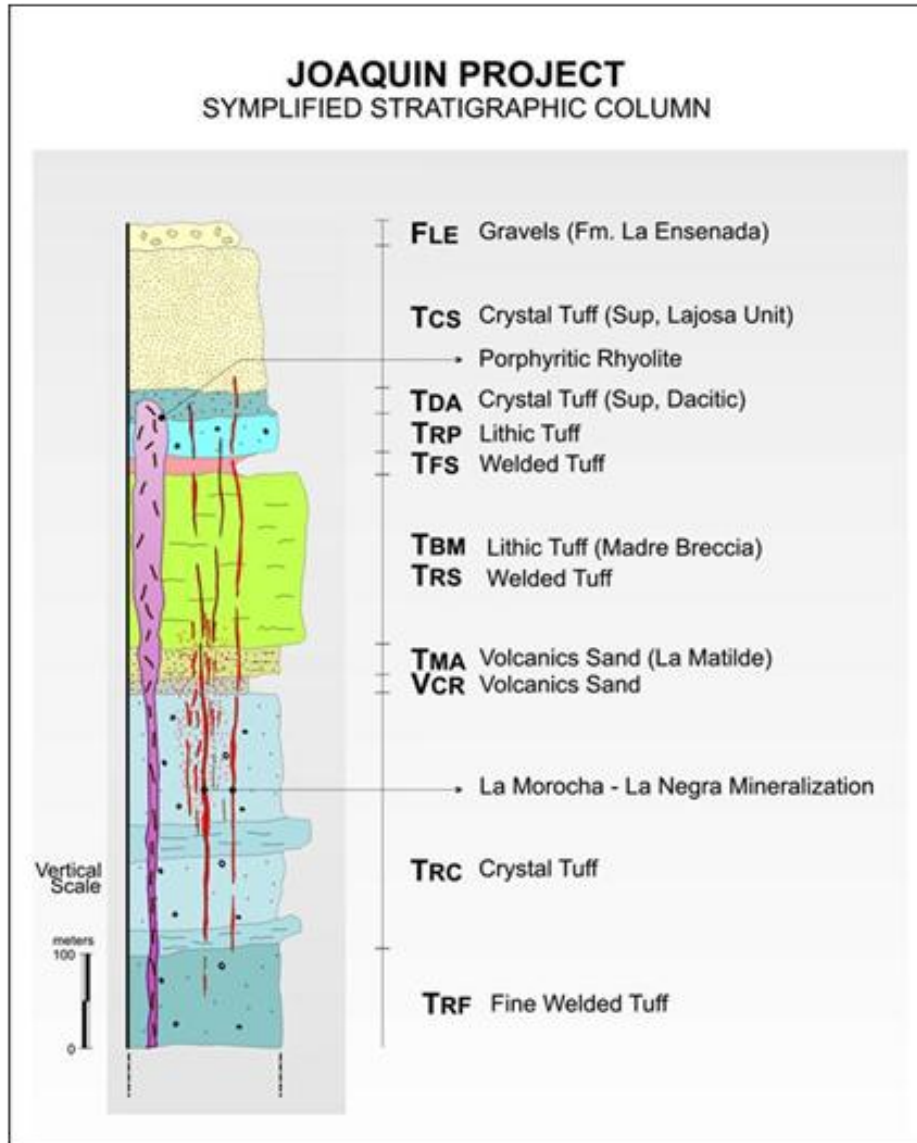 JOAQUIN PROJECT
SYMPLIFIED STRATIGRAPHIC COLUMN
FLE Gravels (Fm. La Ensenada)
TCS Crystal Tuff (Sup, Lajosa Unit)
Porphyritic Rhyolite
TDA Crystal Tuff (Sup, Dacitic)
TRP Lithic Tuff
TFS Welded Tuff
TBM Lithic Tuff (Madre Breccia)
TRS Welded Tuff
TMA Volcanics Sand (La Matilde)
VCR Volcanics Sand
La Morocha - La Negra Mineralization
TRC Crystal Tuff
Vertical
Scale
meters
100
0
TRF Fine Welded Tuff